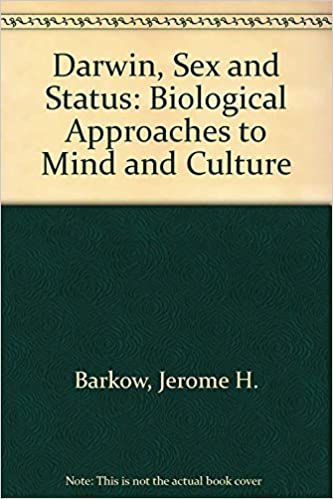 Darwin, Sex and
Status: Biological
Approaches to
Mind and Culture
Barkow, Jerome H.
Note: This is not the actual book cover